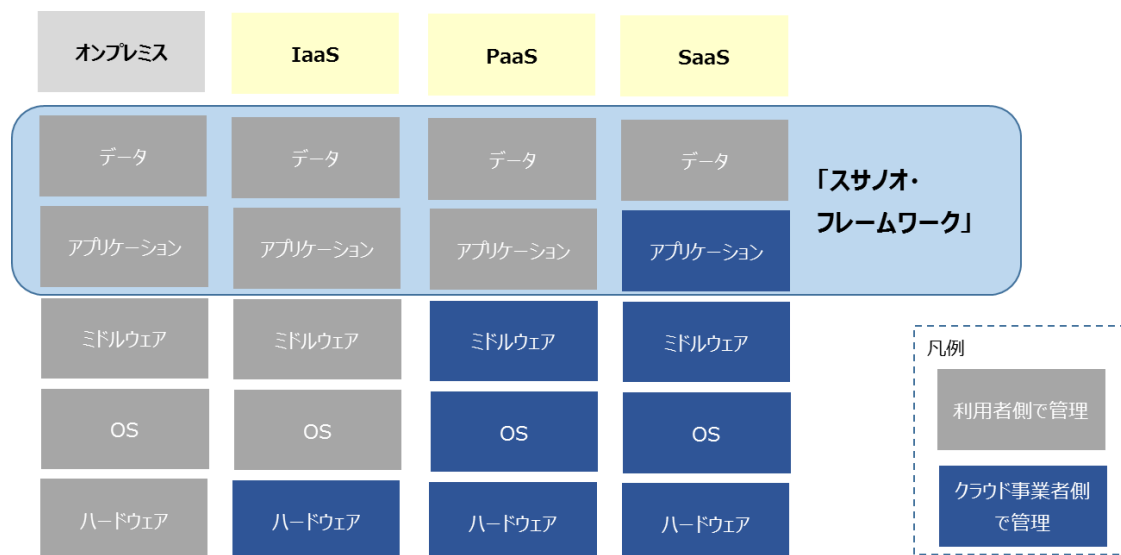 オンプレミス
IaaS
PaaS
SaaS
データ
データ
データ
データ
「スサノオ・
フレームワーク」
アプリケーション
アプリケーション
アプリケーション
アプリケーション
ミドルウェア
ミドルウェア
ミドルウェア
ミドルウェア
OS
OS
OS
OS
ハードウェア
ハードウェア
ハードウェア
ハードウェア
凡例
利用者側で管理
クラウド事業者側
で管理